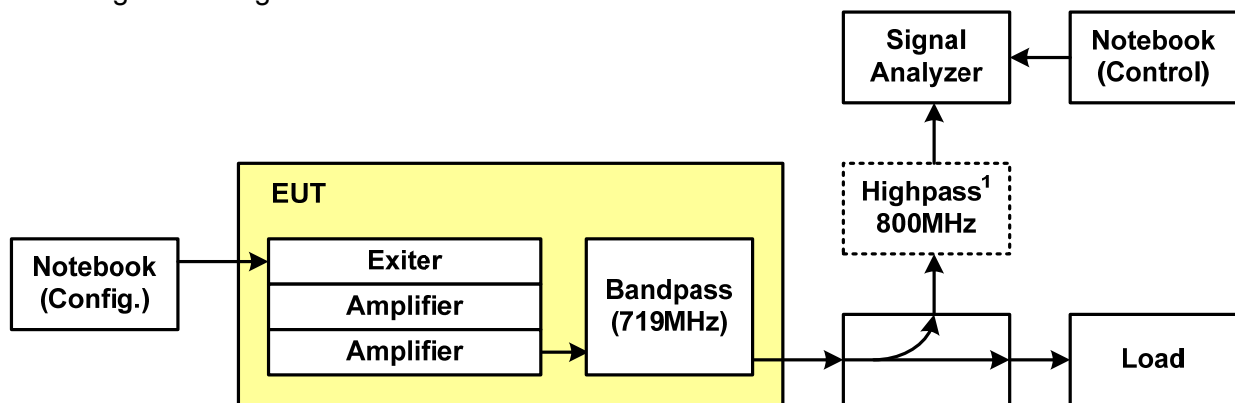 Signal
Analyzer
Notebook
(Control)
EUT
Highpass¹
800MHz
Notebook
(Config.)
Exiter
Amplifier
Amplifier
Bandpass
(719MHz)
Load